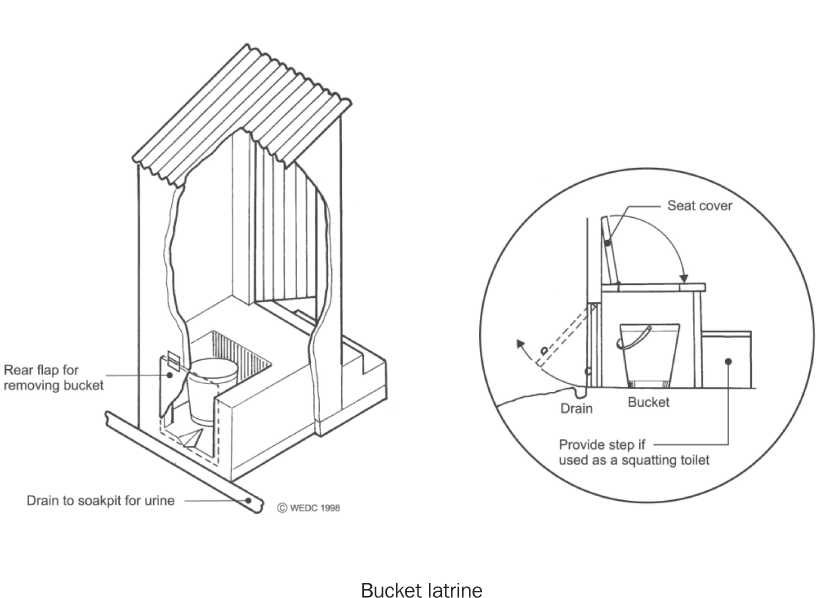 Seat cover
Rear flap for
removing bucket
Drain
Bucket
Provide step if
used as a squatting toilet
Drain to soakpit for urine
© WEDC 1998
Bucket latrine